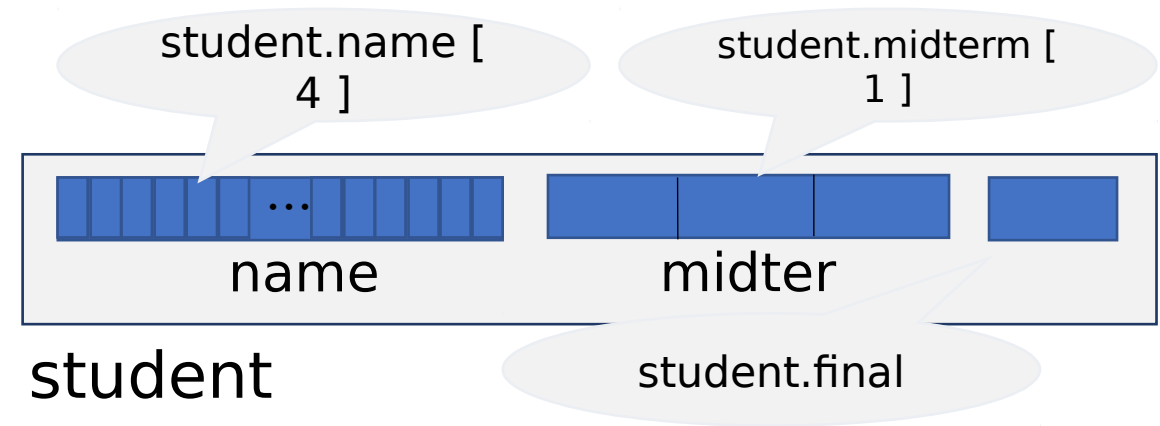 student.name [
4 ]
student.midterm [
1 ]
...
name
midter
student
student.final